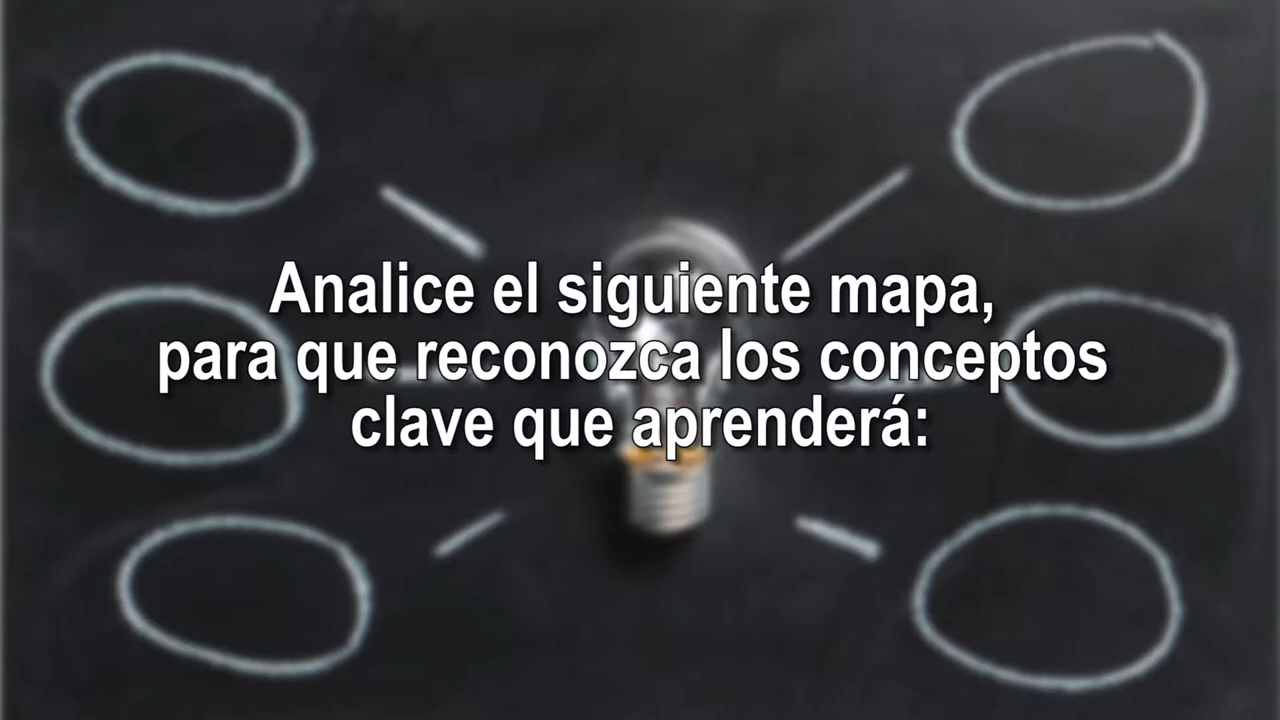 Analice el siguiente mapa,
para que reconozca los conceptos
clave que aprenderá: